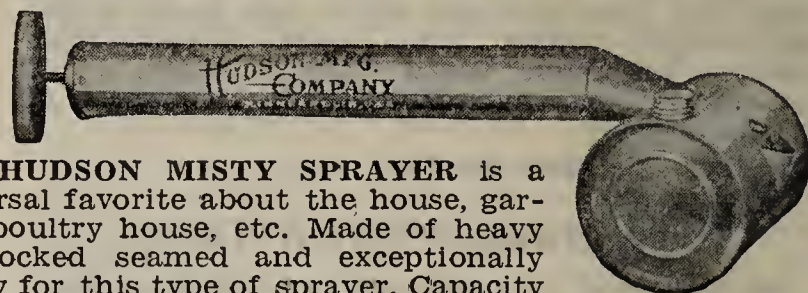 HUDSON MFG.
COMPANY
HUDSON MISTY SPRAYER is a
rsal favorite about the house, gar-
poultry house, etc. Made of heavy
ocked seamed and exceptionally
y for this type of sprayer. Capacity